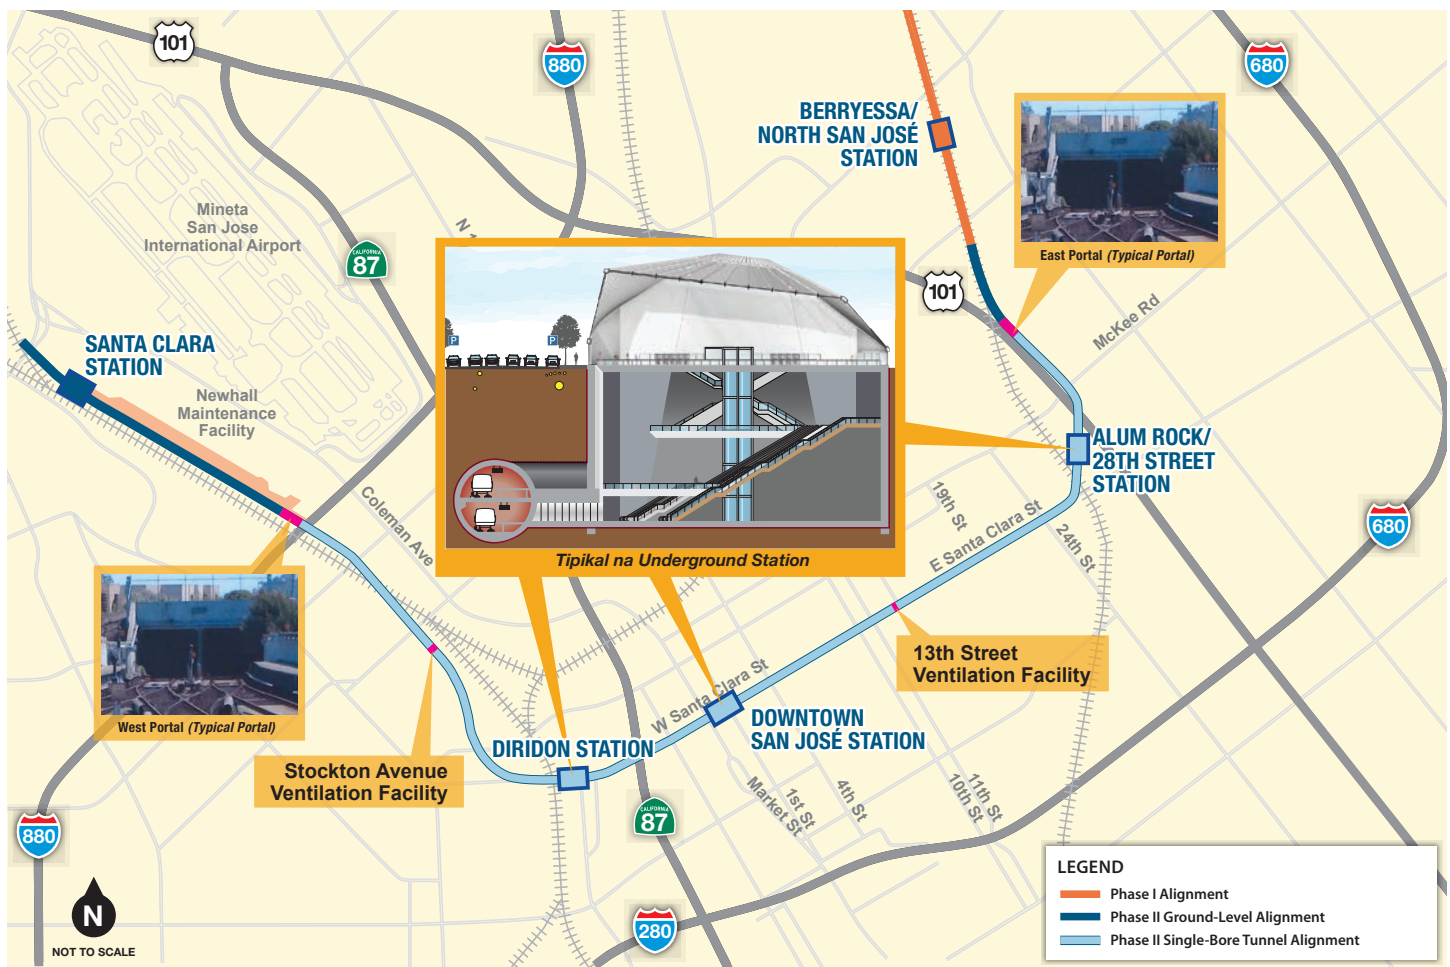 101
880
680
BERRYESSA/
NORTH SAN JOSÉ
STATION
East Portal (Typical Portal)
Mineta
San Jose
International Airport
CALIFORNIA
87
N 1
101
McKee Rd
SANTA CLARA
STATION
Newhall
Maintenance
Facility
P
P
Tipikal na Underground Station
ALUM ROCK/
28TH STREET
STATION
19th St
E Santa Clara St
24th St
680
Coleman Ave
West Portal (Typical Portal)
13th Street
Ventilation Facility
W Santa Clara St
DIRIDON STATION
DOWNTOWN
SAN JOSÉ STATION
Stockton Avenue
Ventilation Facility
Market St
1st St
4th St
10th St
11th St
CALIFORNIA
87
880
280
N
NOT TO SCALE
LEGEND
Phase I Alignment
Phase II Ground-Level Alignment
Phase II Single-Bore Tunnel Alignment